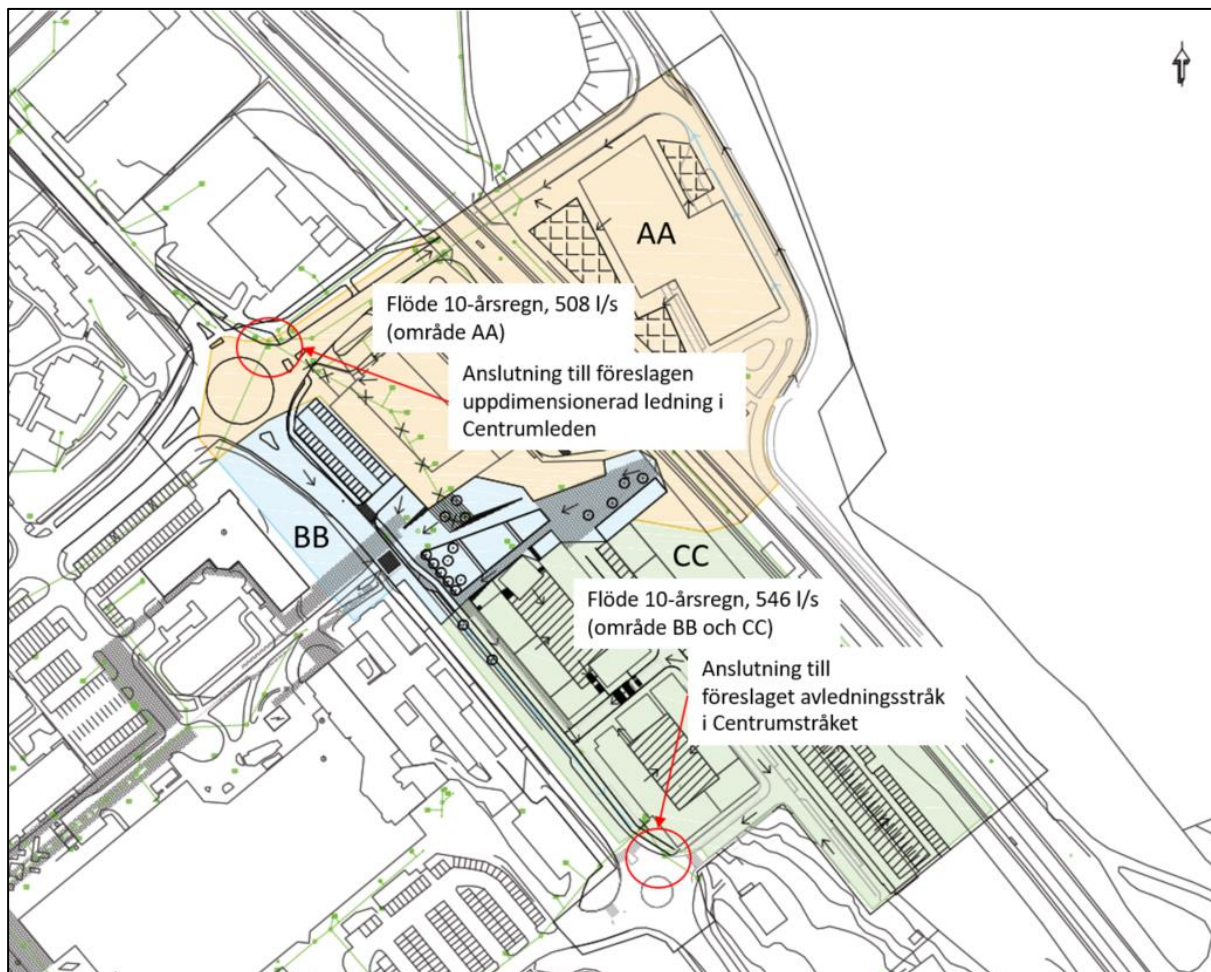 AA
Flöde 10-årsregn, 508 l/s
(område AA)
Anslutning till föreslagen
uppdimensionerad ledning i
Centrumleden
BB
CC
Flöde 10-årsregn, 546 l/s
(område BB och CC)
Anslutning till
föreslaget avledningsstråk
i Centrumstråket